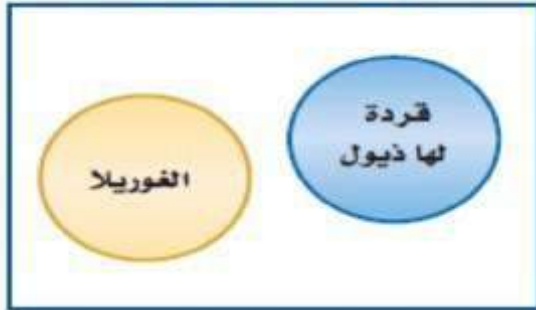 قردة
لها ذيول
الغوريلا